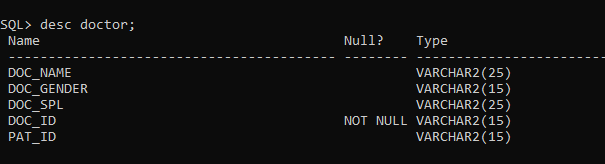 SQL> desc doctor;
Name Null? Type
----------------------------------------- -------- ----------------------------
DOC_NAME VARCHAR2(25)
DOC_GENDER VARCHAR2(15)
DOC_SPL VARCHAR2(25)
DOC_ID NOT NULL VARCHAR2(15)
PAT_ID VARCHAR2(15)